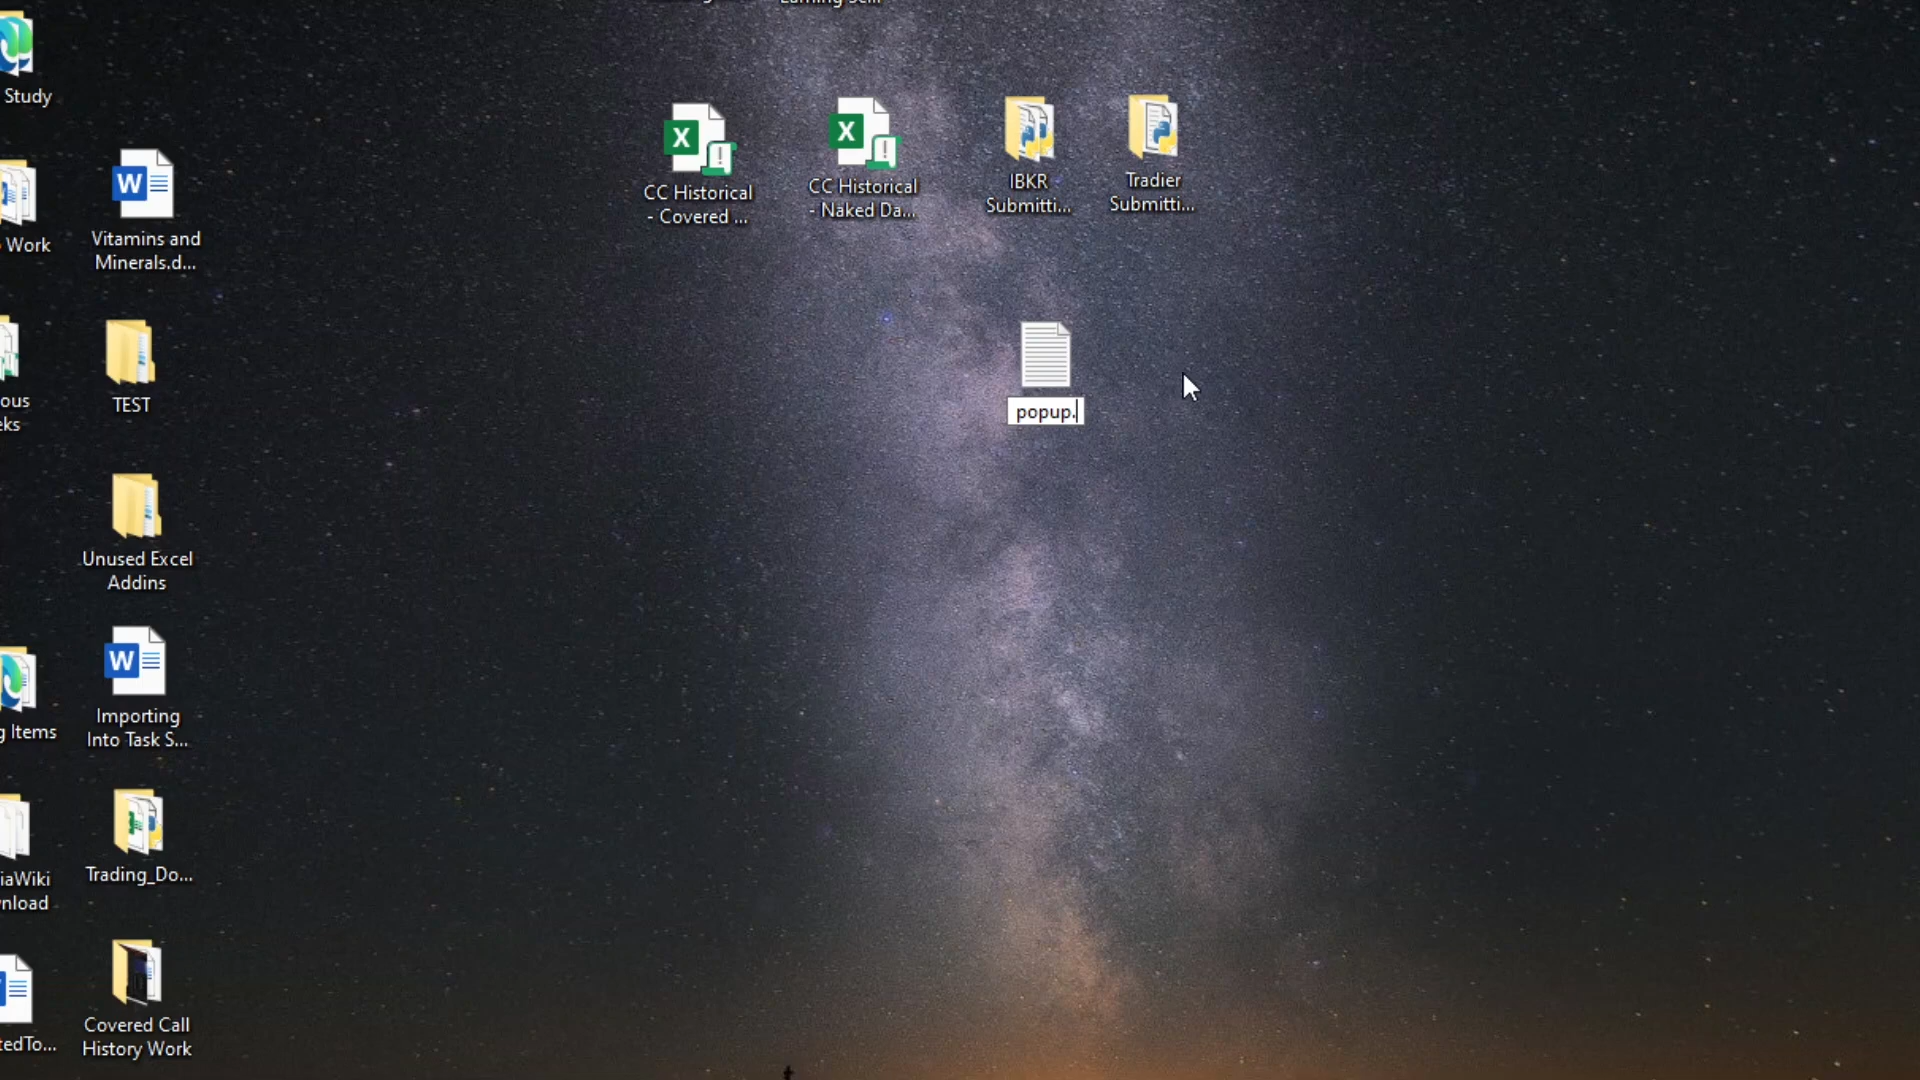 Study
Work
Vitamins and
Minerals.d...
TEST
Unused Excel
Addins
g Items
Importing
Into Task S...
Trading_Do...
iaWiki
nload
Covered Call
History Work
tedTo...
CC Historical
- Covered ...
CC Historical
- Naked Da...
IBKR
Submitti...
Tradier
Submitti...
popup.
ous
eks